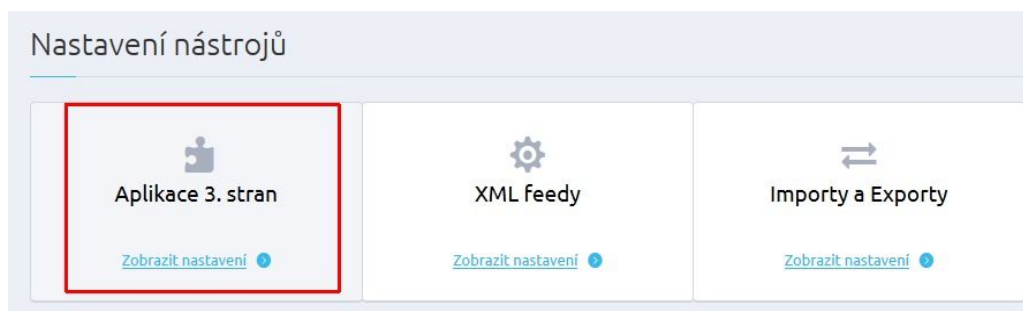 Nastavení nástrojů
Aplikace 3. stran
XML feedy
Importy a Exporty
Zobrazit nastavení
Zobrazit nastavení
Zobrazit nastavení